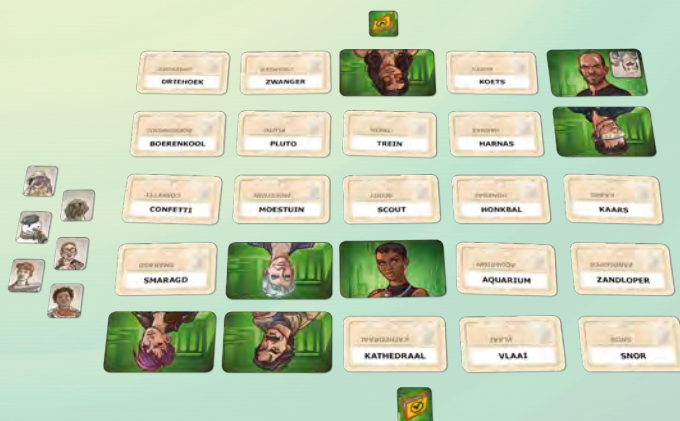 DRIEHOEK
ZWANGER
KOETS
BOERENKOOL
PLUTO
TREIN
HARNAS
CONFETTI
MOESTUIN
SCOUT
HONKBAL
KAARS
SMARAGD
AQUARIUM
ZANDLOPER
KATHEDRAAL
VLAAI
SNOR